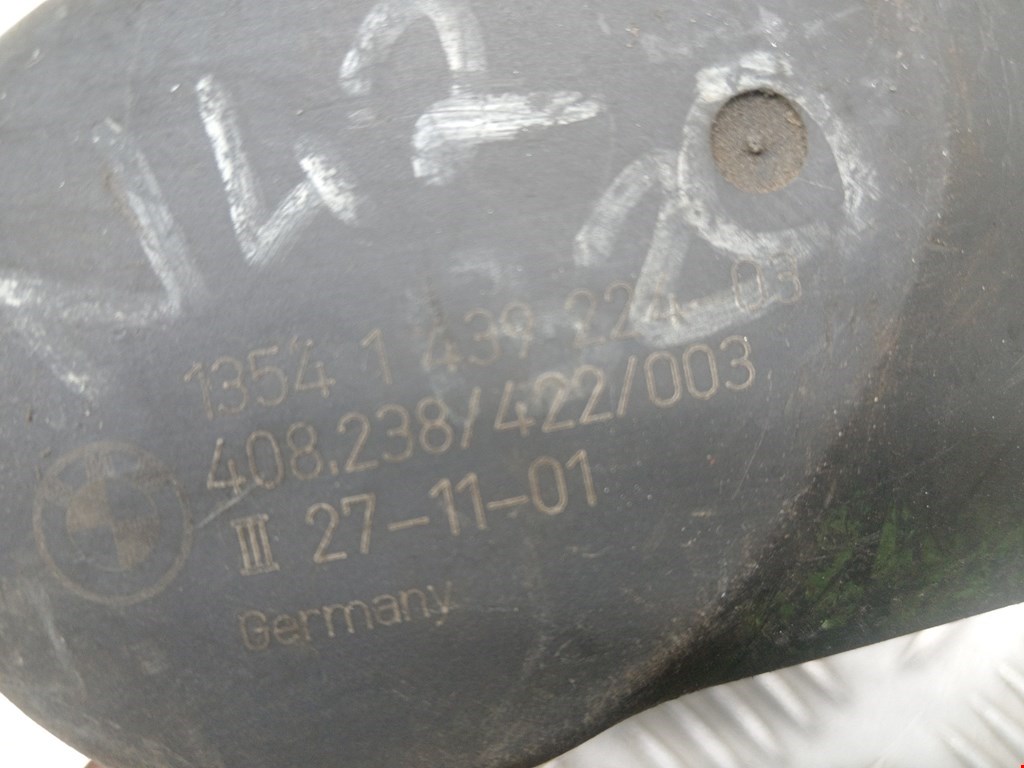 1354 1 439 224-03
408.238/422/003
III 27-11-01
Germany